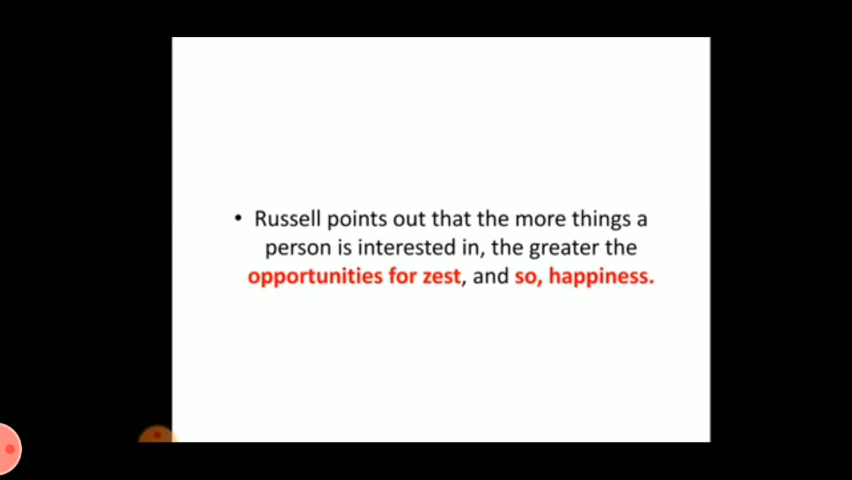 • Russell points out that the more things a
person is interested in, the greater the
opportunities for zest, and so, happiness.